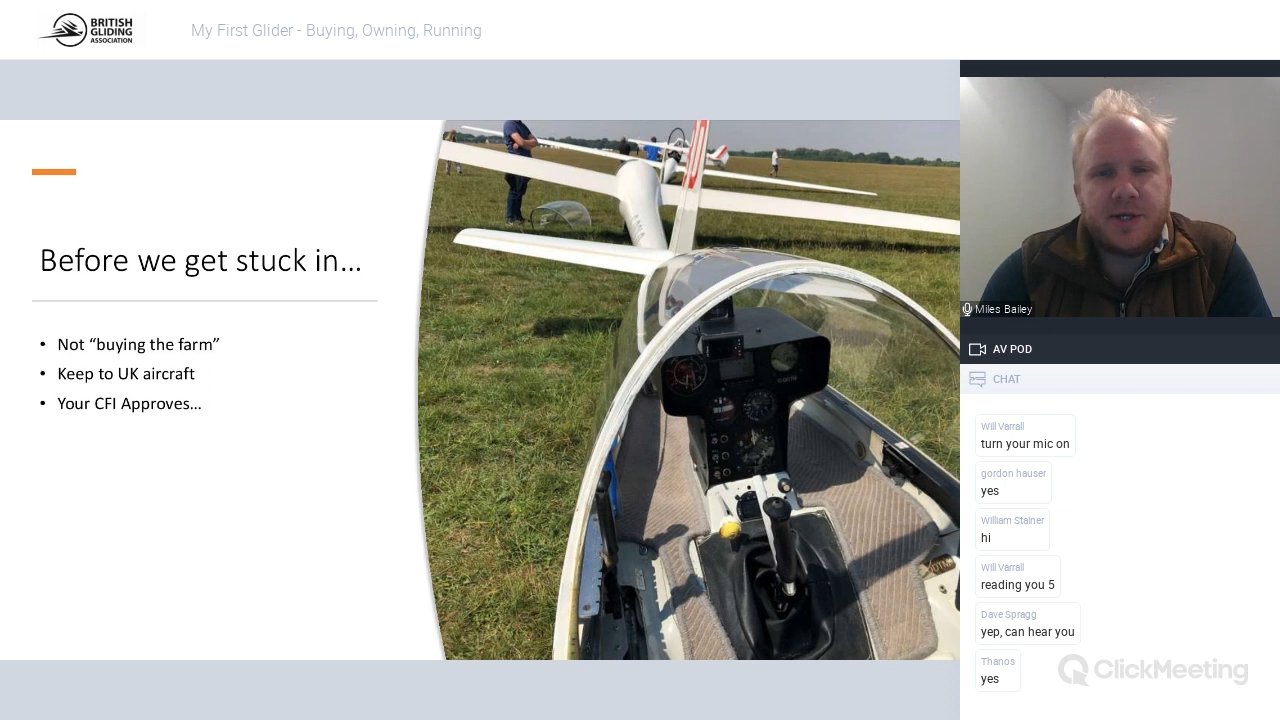 BRITISH
GLIDING
ASSOCIATION
My First Glider - Buying, Owning, Running
Before we get stuck in…
• Not “buying the farm”
• Keep to UK aircraft
• Your CFI Approves…
Miles Bailey
AV POD
CHAT
Will Varrall
turn your mic on
gordon hauser
yes
William Stainer
hi
Will Varrall
reading you 5
Dave Spragg
yep, can hear you
Thanos
yes
ClickMeeting